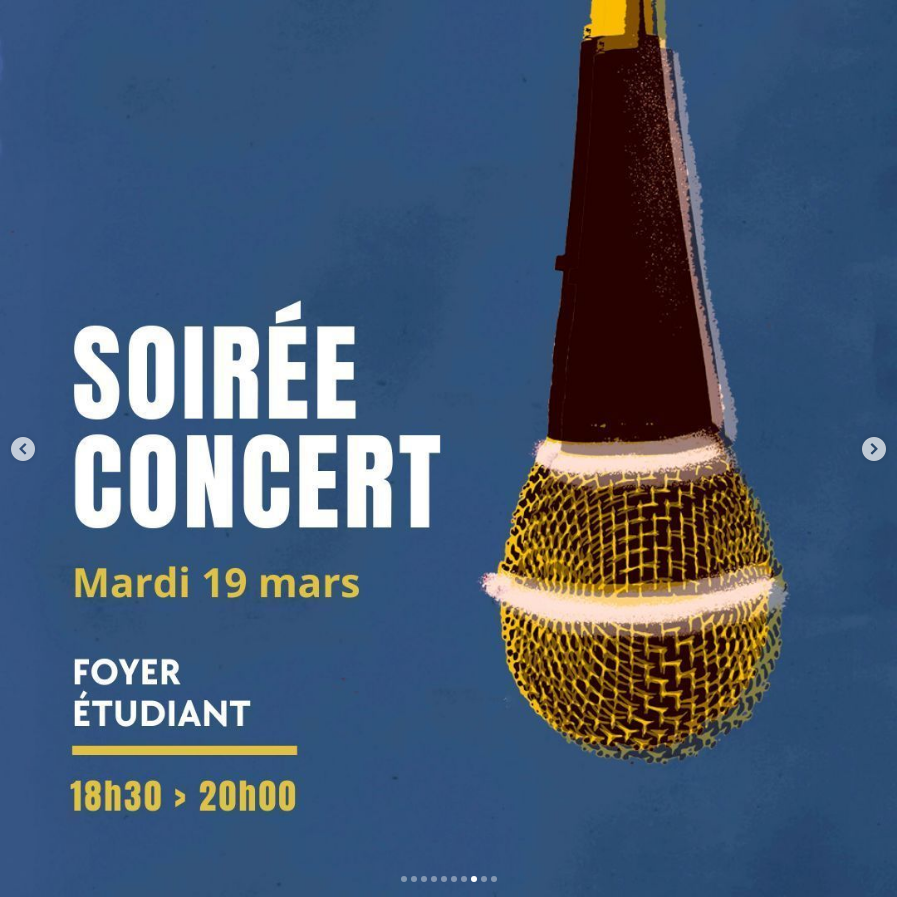 SOIRÉE
CONCERT
Mardi 19 mars
FOYER
ÉTUDIANT
18h30 > 20h00